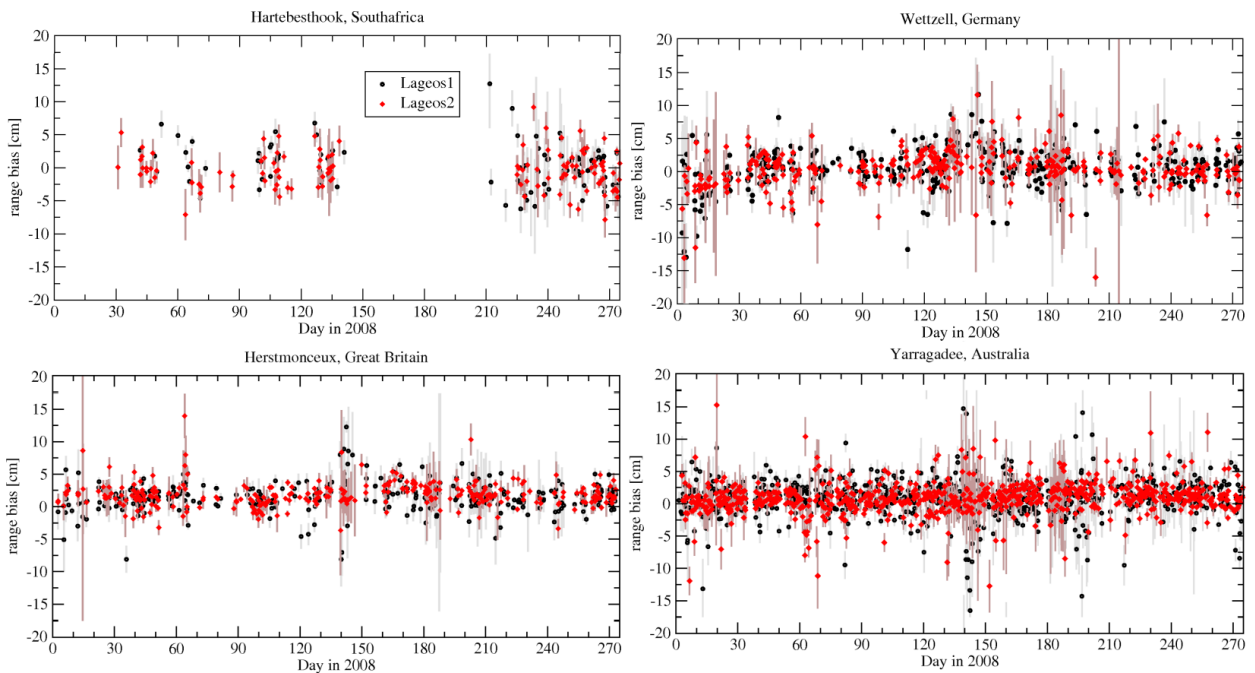 Hartebesthook, Southafrica
20
15
10
5
0
-5
-10
-15
-20
range bias [cm]
Lageos1
Lageos2
0 30 60 90 120 150 180 210 240 270
Day in 2008
Wettzell, Germany
20
15
10
5
0
-5
-10
-15
-20
range bias [cm]
0 30 60 90 120 150 180 210 240 270
Day in 2008
Herstmonceux, Great Britain
20
15
10
5
0
-5
-10
-15
-20
range bias [cm]
0 30 60 90 120 150 180 210 240 270
Day in 2008
Yarragadee, Australia
20
15
10
5
0
-5
-10
-15
-20
range bias [cm]
0 30 60 90 120 150 180 210 240 270
Day in 2008